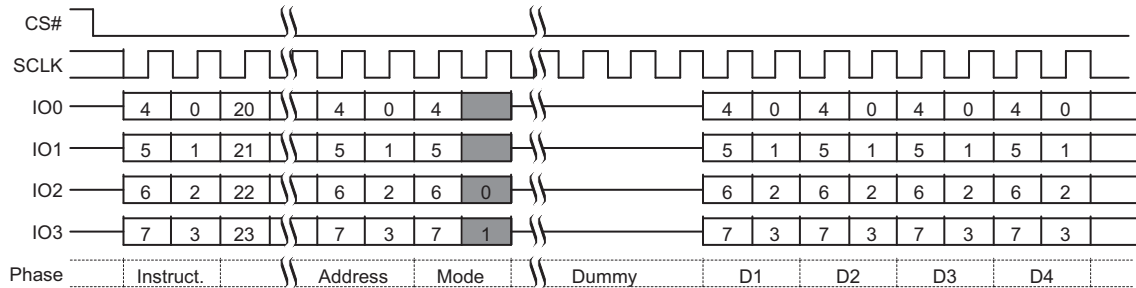 CS#
SCLK
IO0 4 0 20 4 0 4 4 0 4 0 4 0 4 0
IO1 5 1 21 5 1 5 5 1 5 1 5 1 5 1
IO2 6 2 22 6 2 6 0 6 2 6 2 6 2 6 2
IO3 7 3 23 7 3 7 1 7 3 7 3 7 3 7 3
Phase Instruct. Address Mode Dummy D1 D2 D3 D4